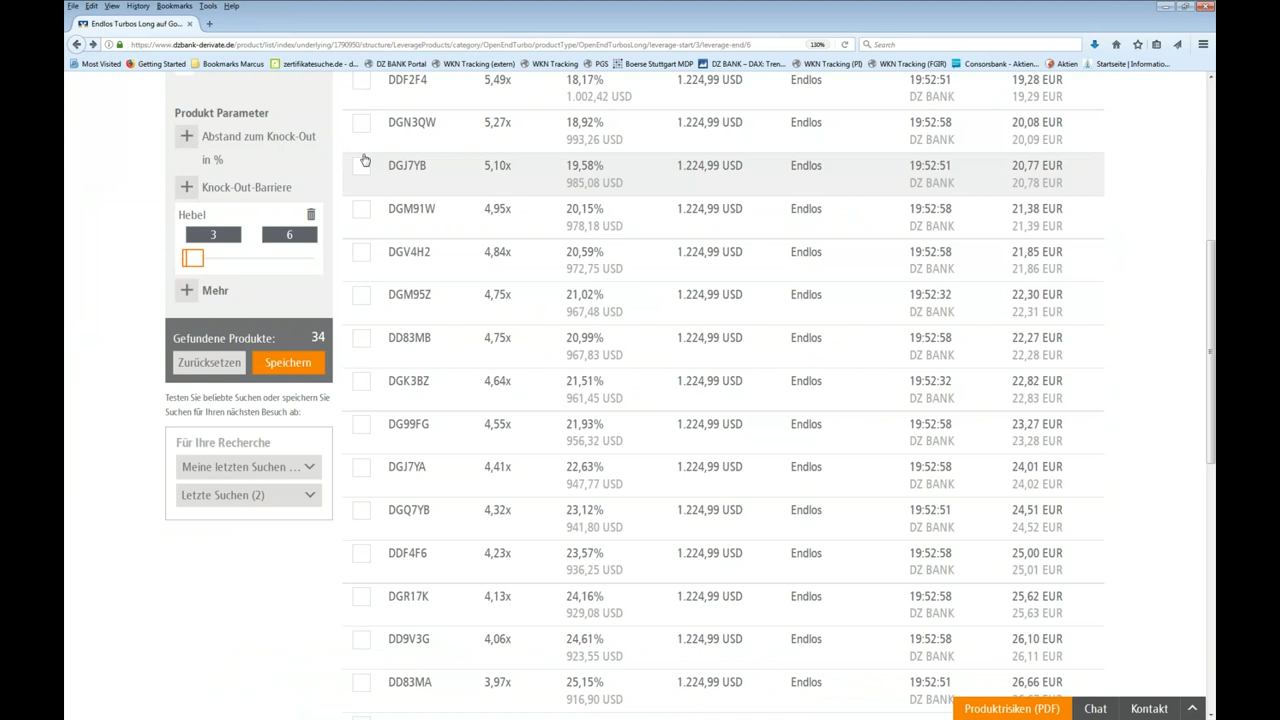 File Edit View History Bookmarks Tools Help
Endlos Turbos Long auf Go...
https://www.dzbank-derivate.de/product/list/index/underlying/1790950/structure/LeverageProducts/category/OpenEndTurbo/productType/OpenEndTurbosLong/leverage-start/3/leverage-end/6 130% Search
Most Visited Getting Started Bookmarks Marcus zertifikatesuche.de - d... DZ BANK Portal WKN Tracking (extern) WKN Tracking PGS Boerse Stuttgart MDP DZ BANK – DAX: Tren... WKN Tracking (PI) WKN Tracking (FGIR) Consorsbank - Aktien... Aktien Startseite | Informatio...
Produkt Parameter
Abstand zum Knock-Out
in %
Knock-Out-Barriere
Hebel
3 6
Mehr
Gefundene Produkte: 34
Zurücksetzen Speichern
Testen Sie beliebte Suchen oder speichern Sie
Suchen für Ihren nächsten Besuch ab:
Für Ihre Recherche
Meine letzten Suchen ...
Letzte Suchen (2)
DDF2F4 5,49x 18,17% 1.224,99 USD Endlos 19:52:51 19,28 EUR
1.002,42 USD DZ BANK 19,29 EUR
DGN3QW 5,27x 18,92% 1.224,99 USD Endlos 19:52:58 20,08 EUR
993,26 USD DZ BANK 20,09 EUR
DGJ7YB 5,10x 19,58% 1.224,99 USD Endlos 19:52:51 20,77 EUR
985,08 USD DZ BANK 20,78 EUR
DGM91W 4,95x 20,15% 1.224,99 USD Endlos 19:52:58 21,38 EUR
978,18 USD DZ BANK 21,39 EUR
DGV4H2 4,84x 20,59% 1.224,99 USD Endlos 19:52:58 21,85 EUR
972,75 USD DZ BANK 21,86 EUR
DGM95Z 4,75x 21,02% 1.224,99 USD Endlos 19:52:32 22,30 EUR
967,48 USD DZ BANK 22,31 EUR
DD83MB 4,75x 20,99% 1.224,99 USD Endlos 19:52:58 22,27 EUR
967,83 USD DZ BANK 22,28 EUR
DGK3BZ 4,64x 21,51% 1.224,99 USD Endlos 19:52:32 22,82 EUR
961,45 USD DZ BANK 22,83 EUR
DG99FG 4,55x 21,93% 1.224,99 USD Endlos 19:52:58 23,27 EUR
956,32 USD DZ BANK 23,28 EUR
DGJ7YA 4,41x 22,63% 1.224,99 USD Endlos 19:52:58 24,01 EUR
947,77 USD DZ BANK 24,02 EUR
DGQ7YB 4,32x 23,12% 1.224,99 USD Endlos 19:52:51 24,51 EUR
941,80 USD DZ BANK 24,52 EUR
DDF4F6 4,23x 23,57% 1.224,99 USD Endlos 19:52:58 25,00 EUR
936,25 USD DZ BANK 25,01 EUR
DGR17K 4,13x 24,16% 1.224,99 USD Endlos 19:52:58 25,62 EUR
929,08 USD DZ BANK 25,63 EUR
DD9V3G 4,06x 24,61% 1.224,99 USD Endlos 19:52:58 26,10 EUR
923,55 USD DZ BANK 26,11 EUR
DD83MA 3,97x 25,15% 1.224,99 USD Endlos 19:52:51 26,66 EUR
916,90 USD DZ BANK
Produktrisiken (PDF) Chat Kontakt